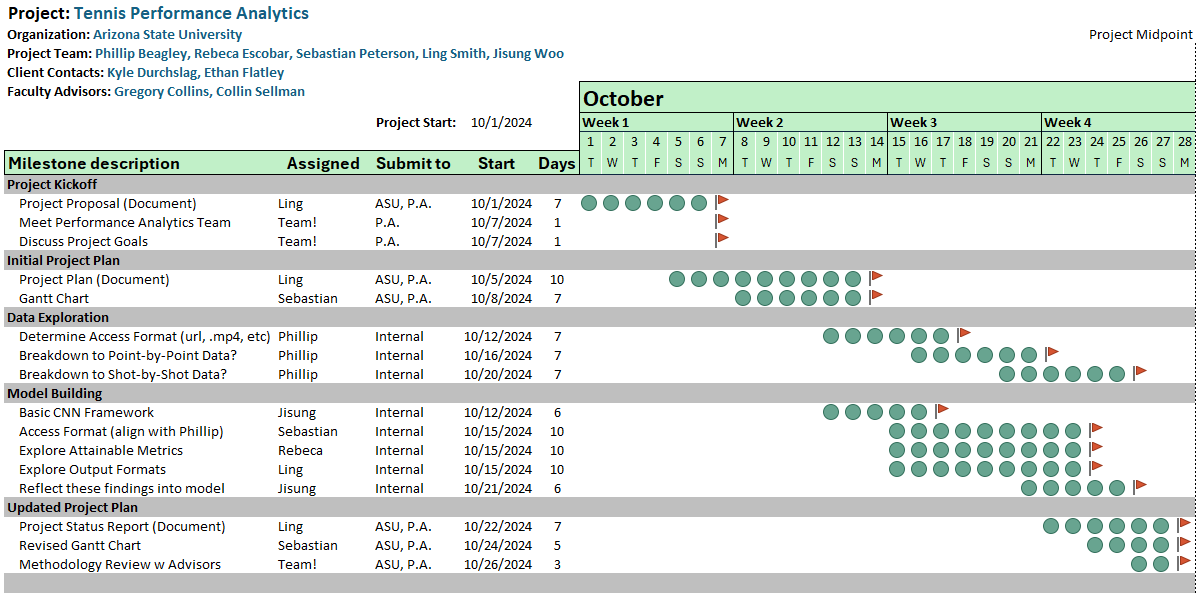 Project: Tennis Performance Analytics
Organization: Arizona State University
Project Midpoint
Project Team: Phillip Beagley, Rebeca Escobar, Sebastian Peterson, Ling Smith, Jisung Woo
Client Contacts: Kyle Durchslag, Ethan Flatley
Faculty Advisors: Gregory Collins, Collin Sellman
October
Project Start: 10/1/2024
Week 1 Week 2 Week 3 Week 4
1 2 3 4 5 6 7 8 9 10 11 12 13 14 15 16 17 18 19 20 21 22 23 24 25 26 27 28
Milestone description Assigned Submit to Start Days T W T F S S M T W T F S S M T W T F S S M T W T F S S M
Project Kickoff
Project Proposal (Document) Ling ASU, P.A. 10/1/2024 7
Meet Performance Analytics Team Team! P.A. 10/7/2024 1
Discuss Project Goals Team! P.A. 10/7/2024 1
Initial Project Plan
Project Plan (Document) Ling ASU, P.A. 10/5/2024 10
Gantt Chart Sebastian ASU, P.A. 10/8/2024 7
Data Exploration
Determine Access Format (url, .mp4, etc) Phillip Internal 10/12/2024 7
Breakdown to Point-by-Point Data? Phillip Internal 10/16/2024 7
Breakdown to Shot-by-Shot Data? Phillip Internal 10/20/2024 7
Model Building
Basic CNN Framework Jisung Internal 10/12/2024 6
Access Format (align with Phillip) Sebastian Internal 10/15/2024 10
Explore Attainable Metrics Rebeca Internal 10/15/2024 10
Explore Output Formats Ling Internal 10/15/2024 10
Reflect these findings into model Jisung Internal 10/21/2024 6
Updated Project Plan
Project Status Report (Document) Ling ASU, P.A. 10/22/2024 7
Revised Gantt Chart Sebastian ASU, P.A. 10/24/2024 5
Methodology Review w Advisors Team! ASU, P.A. 10/26/2024 3